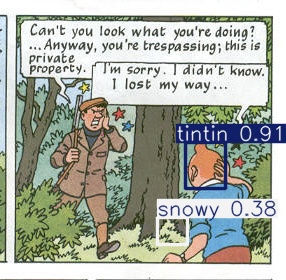 Can't you look what you're doing?
...Anyway, you're trespassing; this is
private
property.
I'm sorry. I didn't know.
I lost my way...
tintin 0.91
snowy 0.38